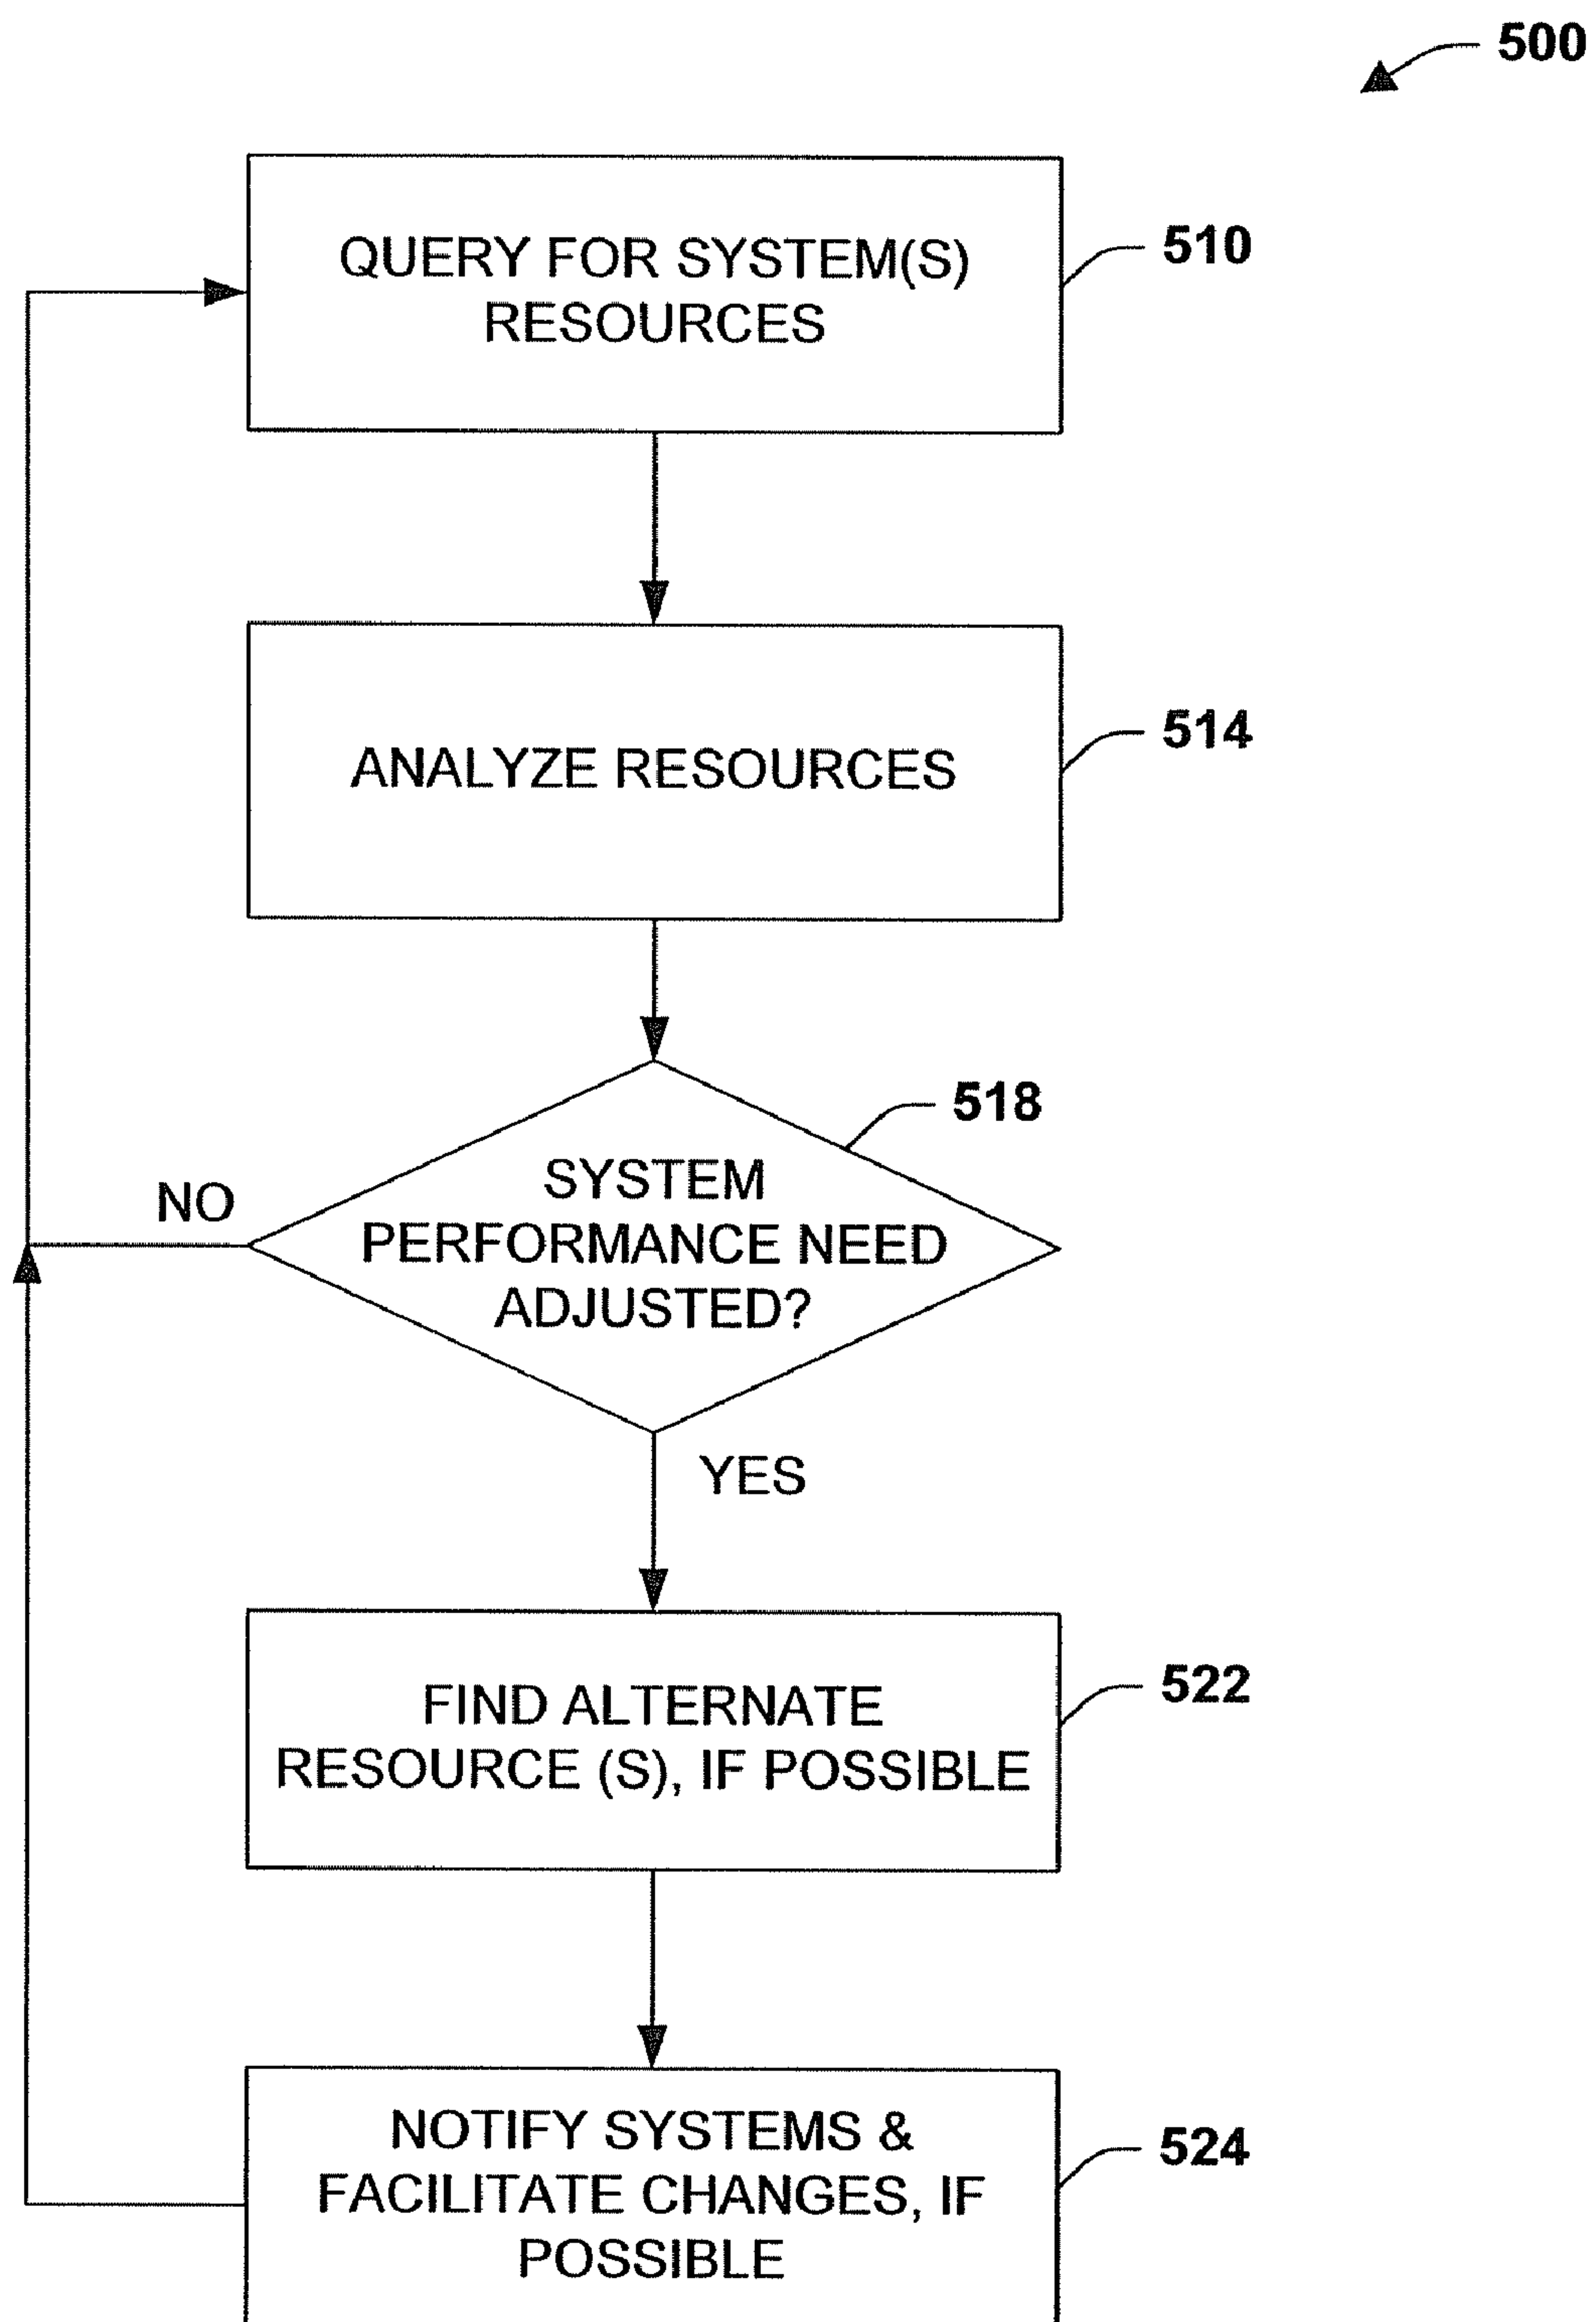 500
QUERY FOR SYSTEM(S)
RESOURCES
510
ANALYZE RESOURCES
514
518
SYSTEM
PERFORMANCE NEED
ADJUSTED?
NO
YES
FIND ALTERNATE
RESOURCE (S), IF POSSIBLE
522
NOTIFY SYSTEMS &
FACILITATE CHANGES, IF
POSSIBLE
524